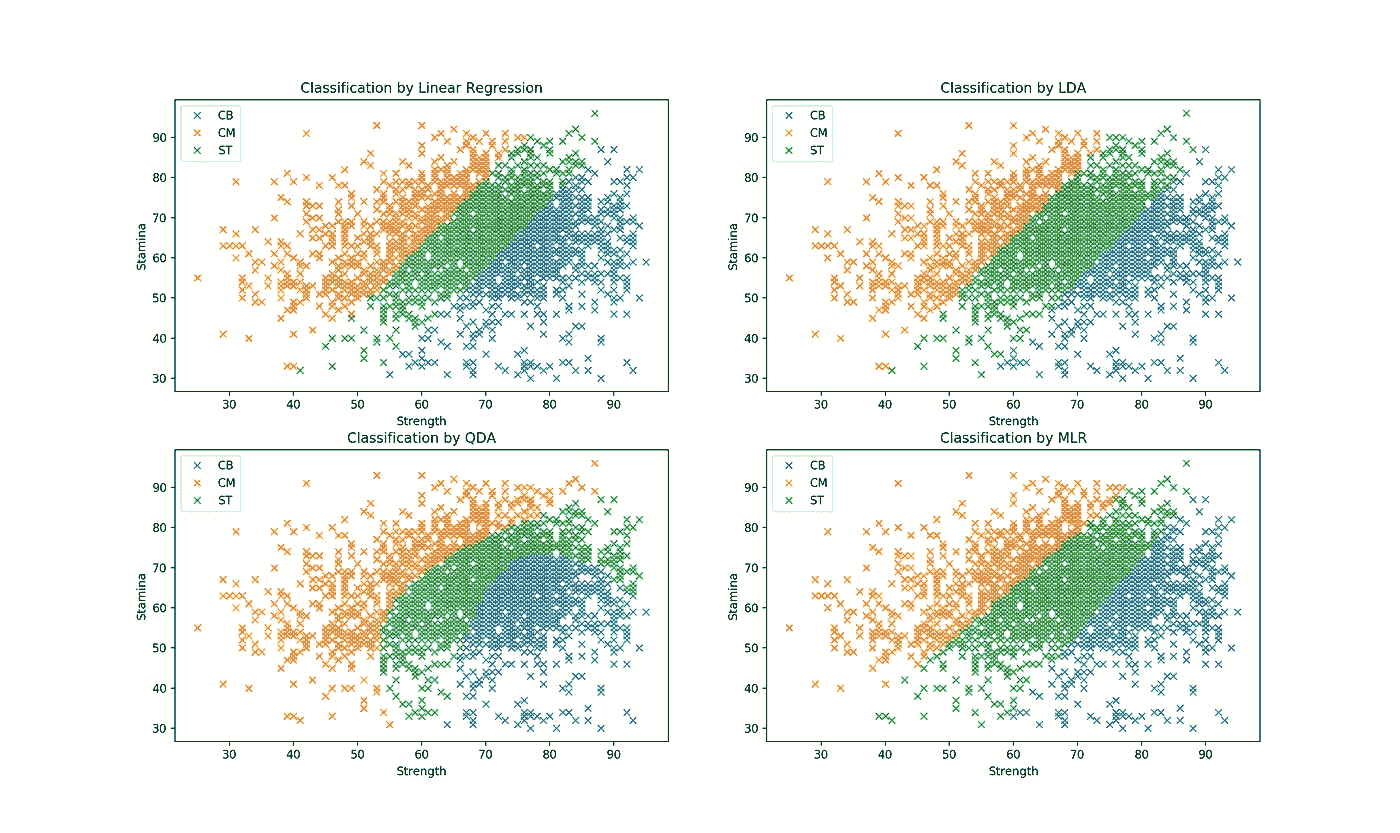 Classification by Linear Regression
CB
CM
ST
90
80
70
60
50
40
30
Stamina
30 40 50 60 70 80 90
Strength
Classification by LDA
CB
CM
ST
90
80
70
60
50
40
30
Stamina
30 40 50 60 70 80 90
Strength
Classification by QDA
CB
CM
ST
90
80
70
60
50
40
30
Stamina
30 40 50 60 70 80 90
Strength
Classification by MLR
CB
CM
ST
90
80
70
60
50
40
30
Stamina
30 40 50 60 70 80 90
Strength